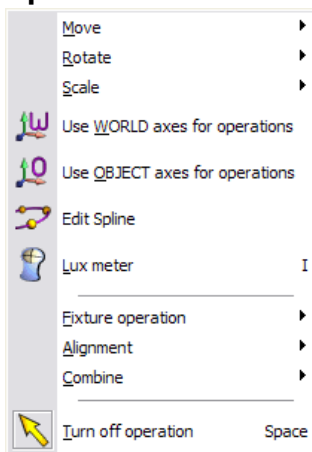 Move
Rotate
Scale
Use WORLD axes for operations
Use OBJECT axes for operations
Edit Spline
Lux meter I
Fixture operation
Alignment
Combine
Turn off operation Space